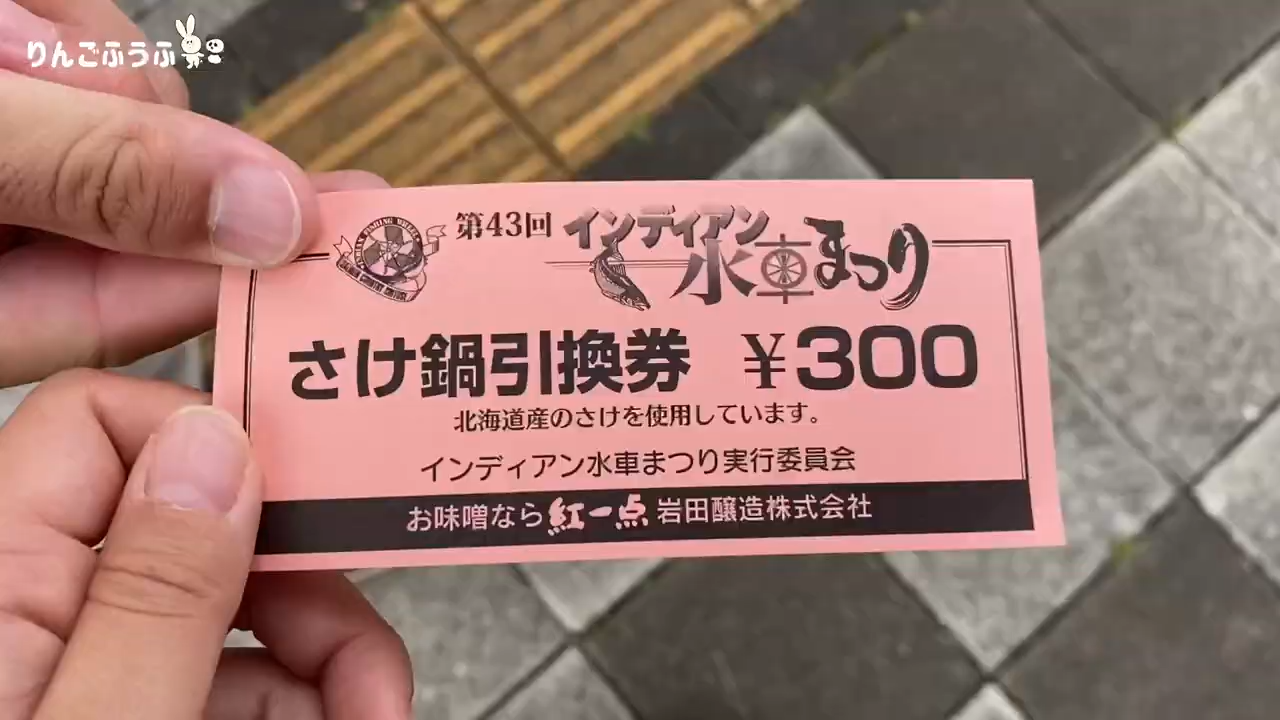 りんごふうふ
第43回 インディアン水車まつり
さけ鍋引換券 ¥300
北海道産のさけを使用しています。
インディアン水車まつり実行委員会
お味噌なら紅一点 岩田醸造株式会社